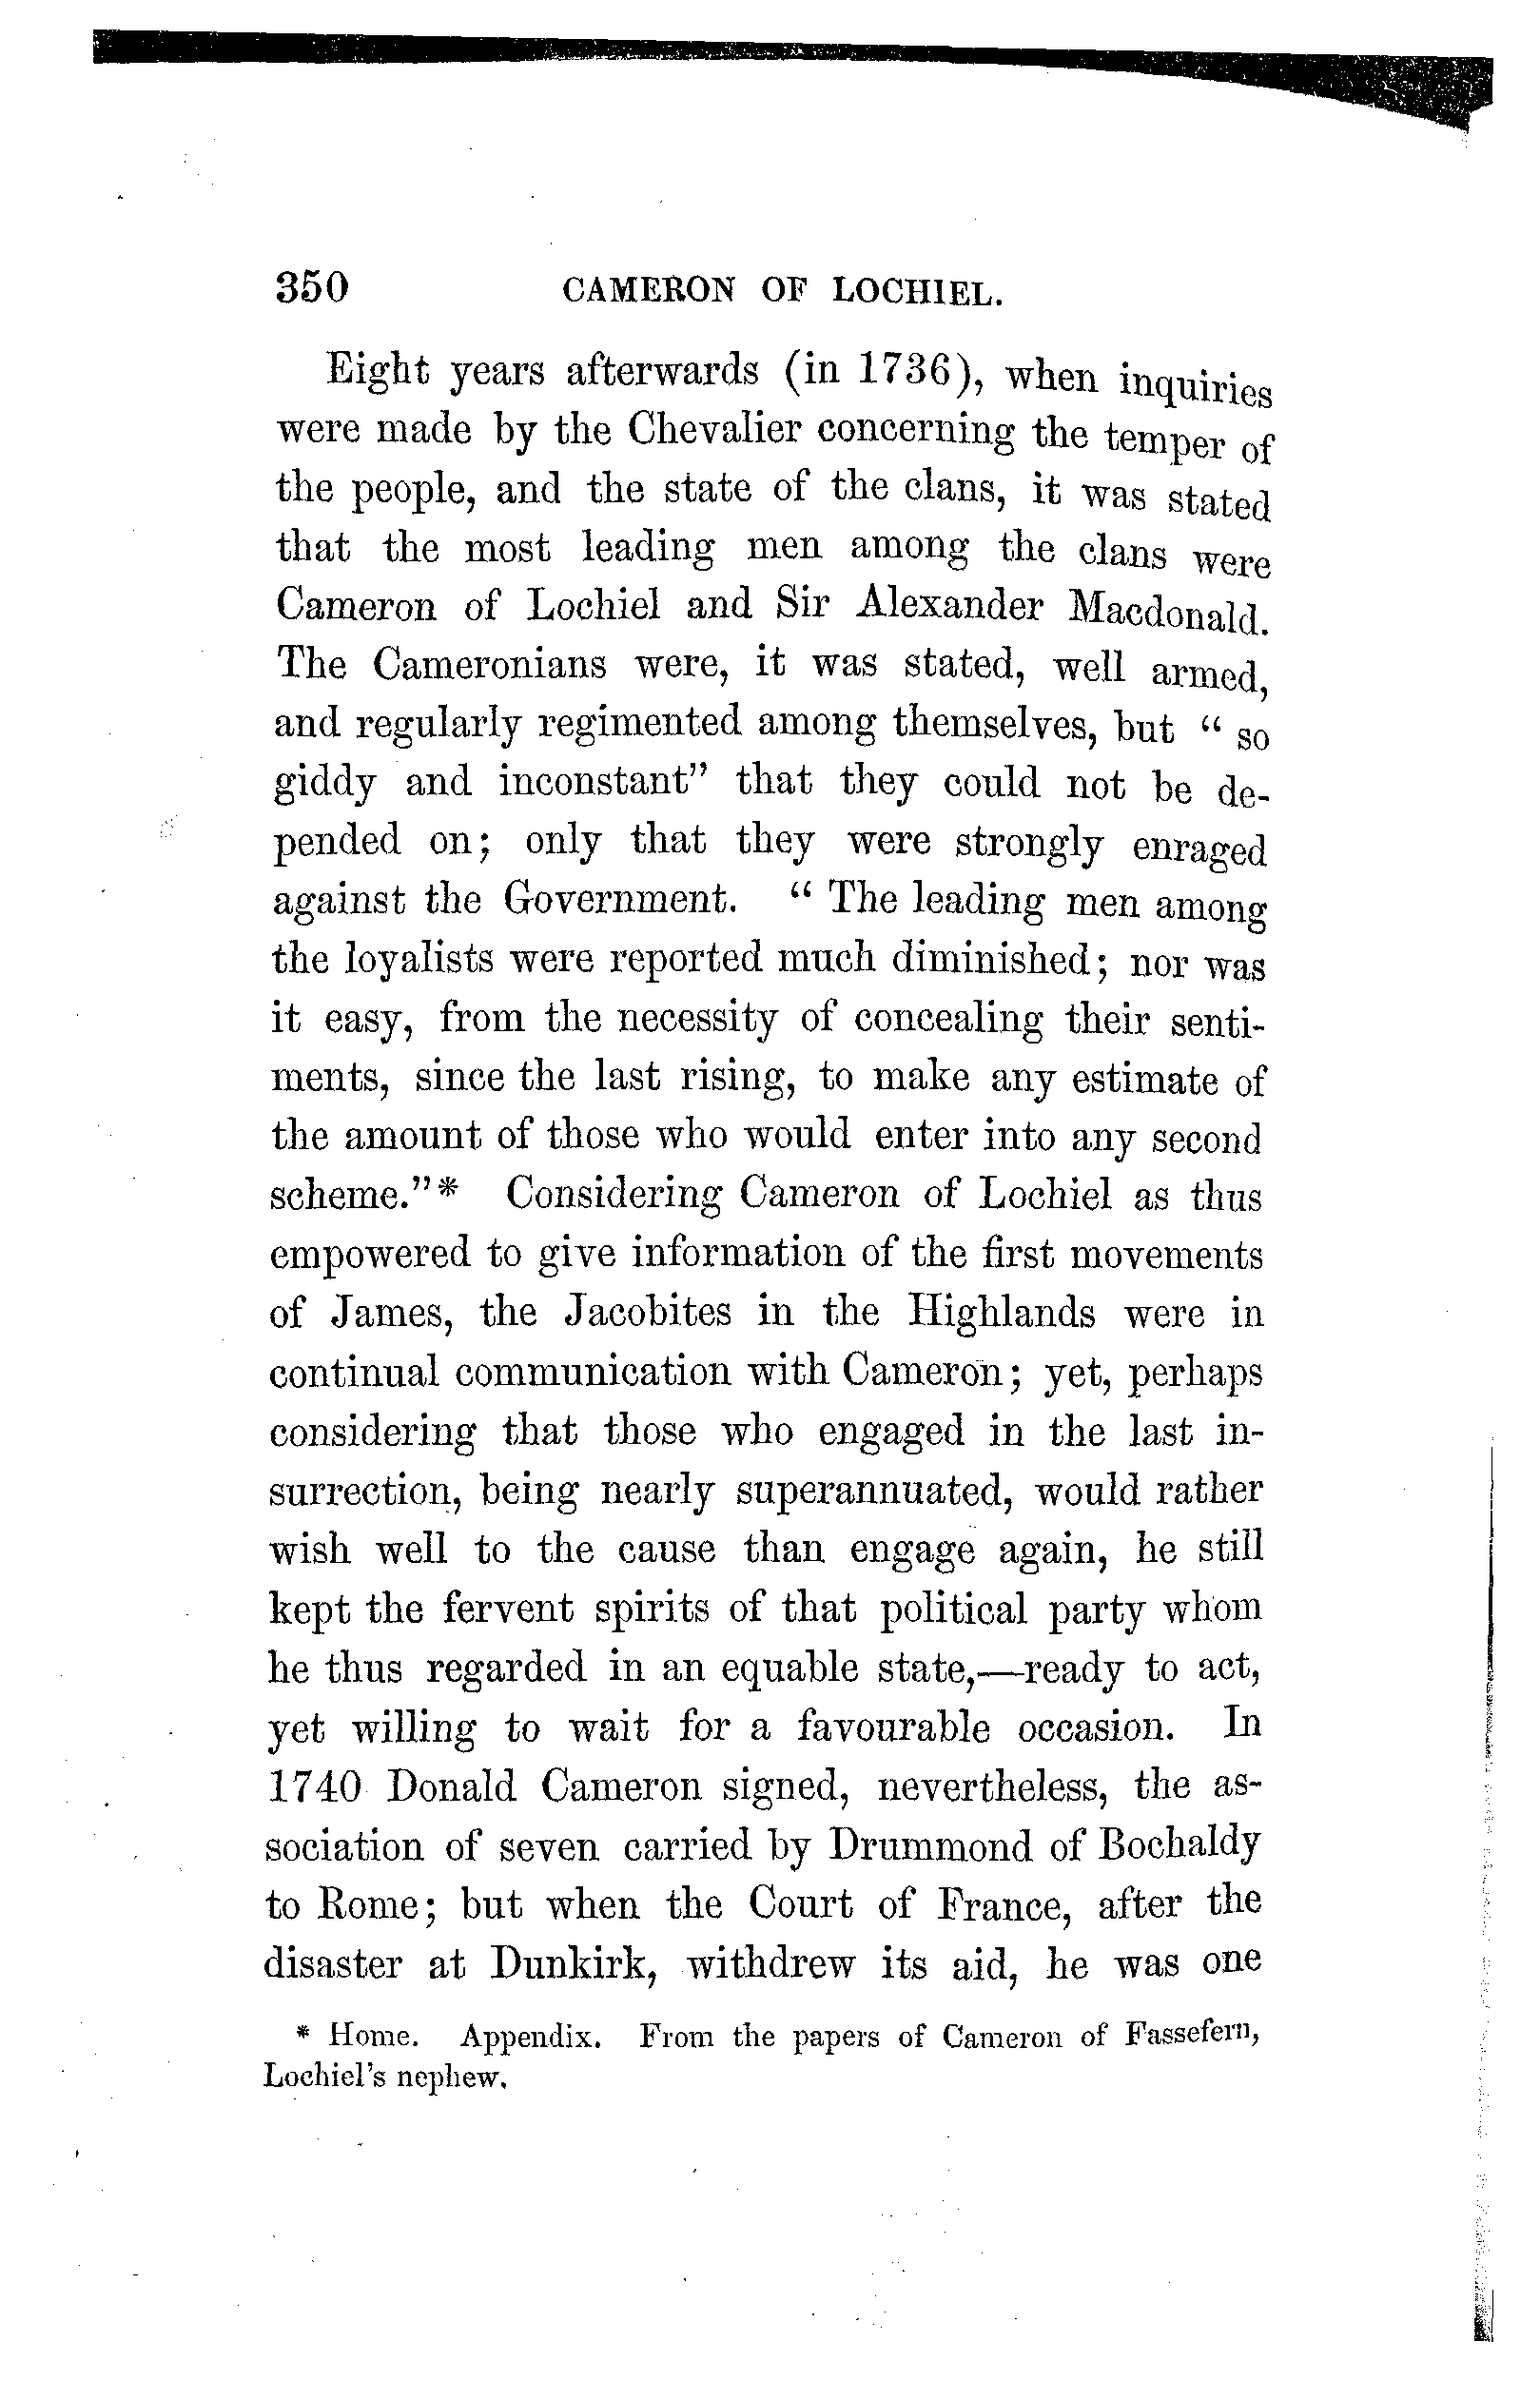 350 CAMERON OF LOCHIEL.
Eight years afterwards (in 1736), when inquiries
were made by the Chevalier concerning the temper of
the people, and the state of the clans, it was stated
that the most leading men among the clans were
Cameron of Lochiel and Sir Alexander Macdonald.
The Cameronians were, it was stated, well armed,
and regularly regimented among themselves, but " so
giddy and inconstant" that they could not be de-
pended on; only that they were strongly enraged
against the Government. " The leading men among
the loyalists were reported much diminished; nor was
it easy, from the necessity of concealing their senti-
ments, since the last rising, to make any estimate of
the amount of those who would enter into any second
scheme."* Considering Cameron of Lochiel as thus
empowered to give information of the first movements
of James, the Jacobites in the Highlands were in
continual communication with Cameron; yet, perhaps
considering that those who engaged in the last in-
surrection, being nearly superannuated, would rather
wish well to the cause than engage again, he still
kept the fervent spirits of that political party whom
he thus regarded in an equable state,—ready to act,
yet willing to wait for a favourable occasion. In
1740 Donald Cameron signed, nevertheless, the as-
sociation of seven carried by Drummond of Bochaldy
to Rome; but when the Court of France, after the
disaster at Dunkirk, withdrew its aid, he was one
* Home. Appendix. From the papers of Cameron of Fassefern,
Lochiel's nephew.